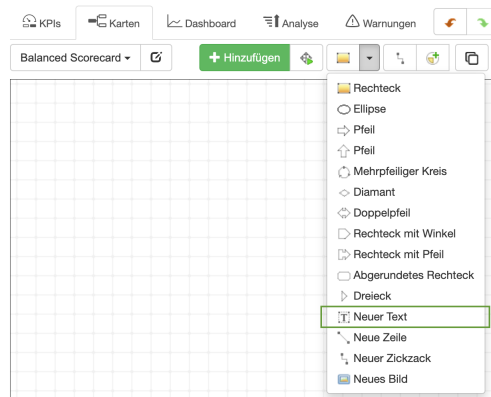 KPIs Karten Dashboard Analyse Warnungen
Balanced Scorecard Hinzufügen
Rechteck
Ellipse
Pfeil
Pfeil
Mehrpfeiliger Kreis
Diamant
Doppelpfeil
Rechteck mit Winkel
Rechteck mit Pfeil
Abgerundetes Rechteck
Dreieck
Neuer Text
Neue Zeile
Neuer Zickzack
Neues Bild